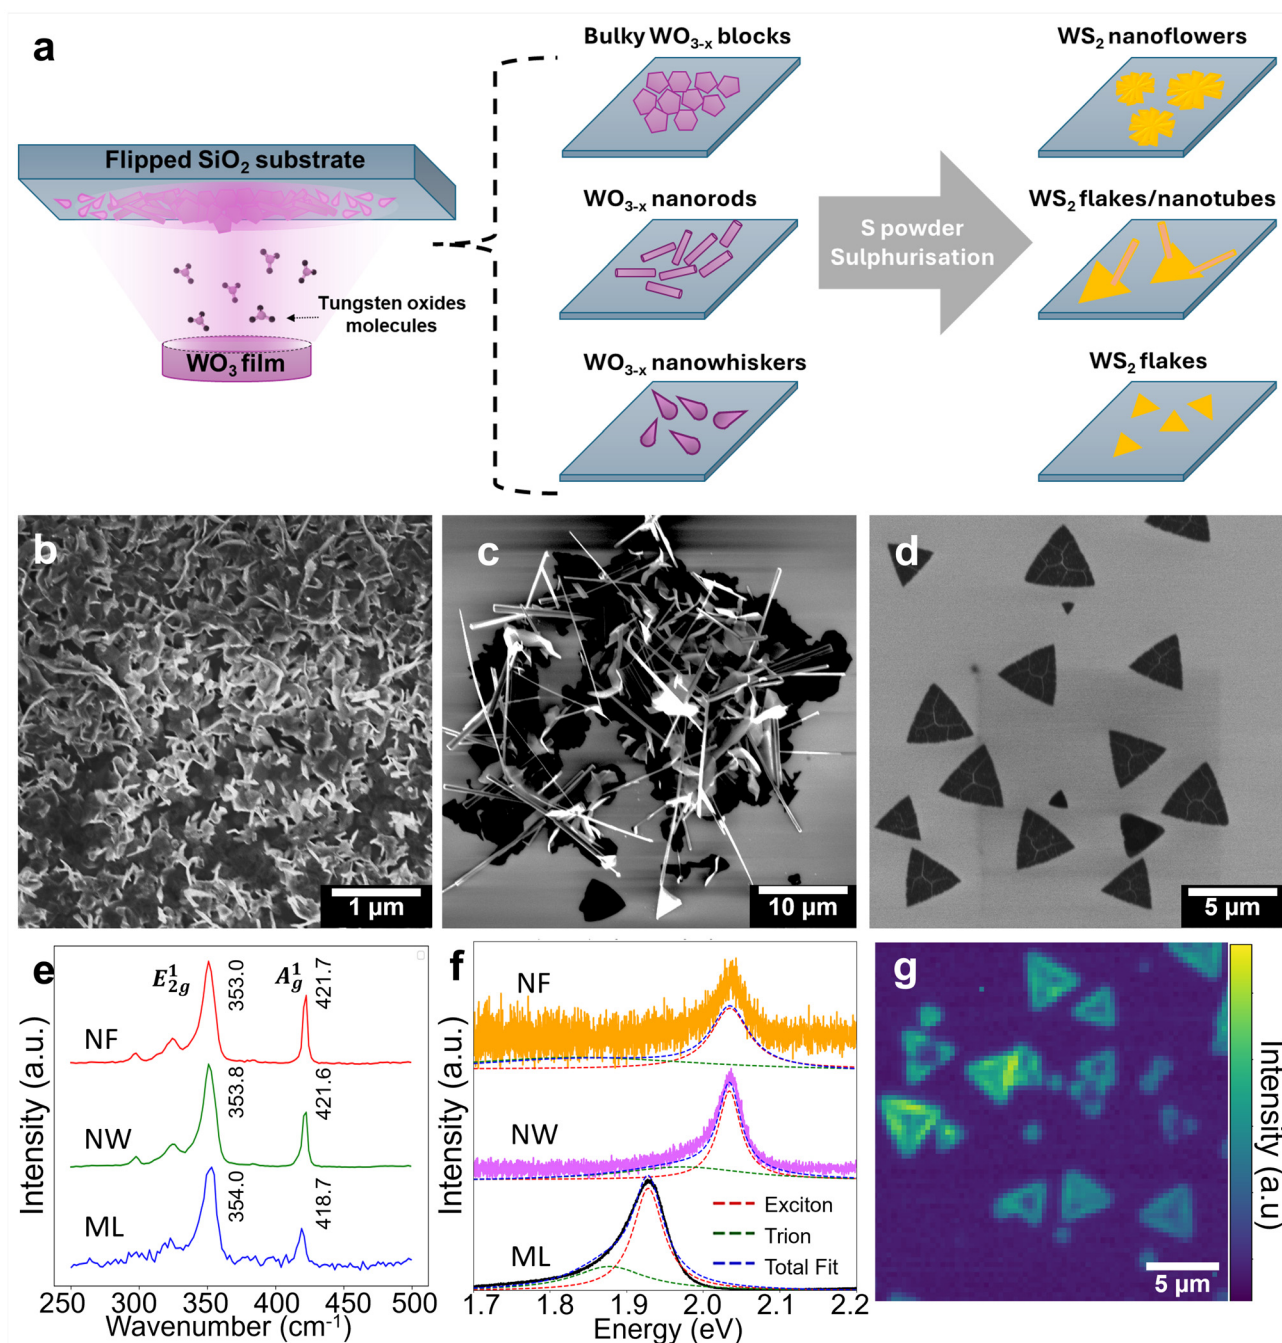 a
Flipped SiO₂ substrate
Tungsten oxides
molecules
WO₃ film
Bulky WO₃₋ₓ blocks
WO₃₋ₓ nanorods
WO₃₋ₓ nanowhiskers
S powder
Sulphurisation
WS₂ nanoflowers
WS₂ flakes/nanotubes
WS₂ flakes
b
1 µm
c
10 µm
d
5 µm
e
E¹₂g
A¹g
353.0
421.7
NF
353.8
421.6
NW
354.0
418.7
ML
Intensity (a.u.)
250 300 350 400 450 500
Wavenumber (cm⁻¹)
f
NF
NW
ML
Exciton
Trion
Total Fit
Intensity (a.u.)
1.7 1.8 1.9 2.0 2.1 2.2
Energy (eV)
g
5 µm
Intensity (a.u)